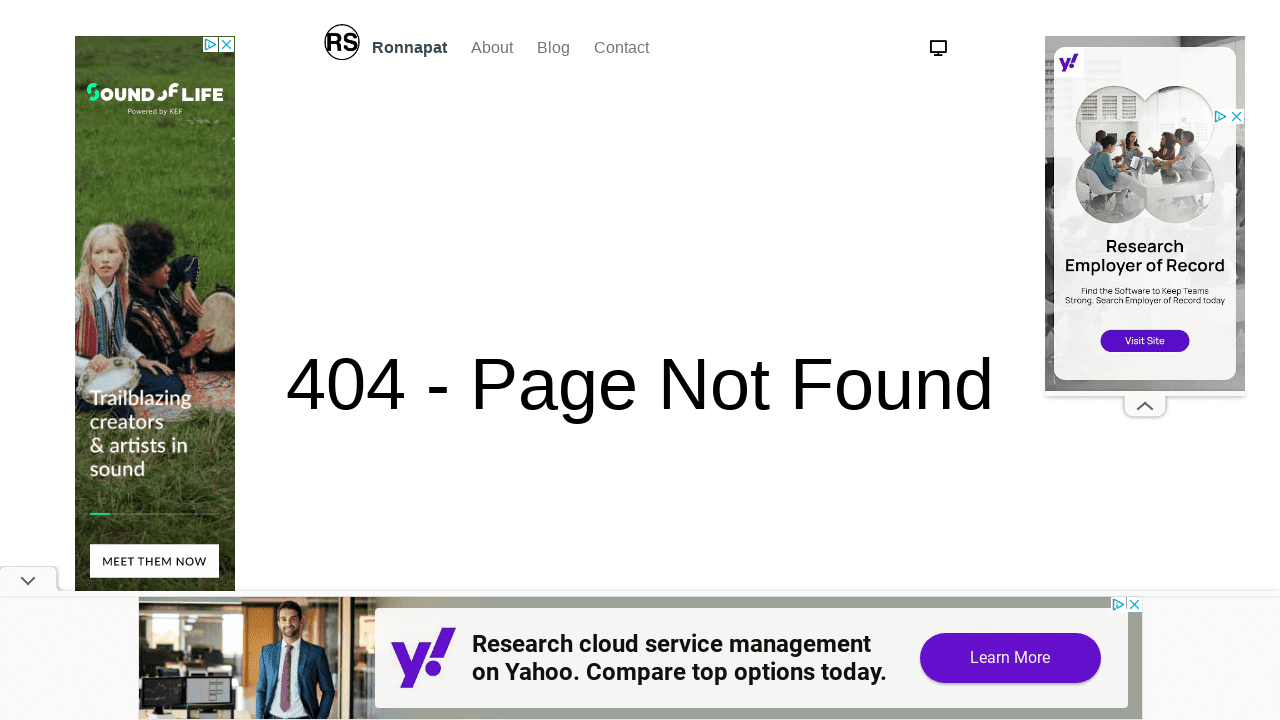 RS
Ronnapat
About
Blog
Contact
SOUND OF LIFE
Powered by KEF
Trailblazing
creators
& artists in
sound
MEET THEM NOW
404 - Page Not Found
y!
Research
Employer of Record
Find the Software to Keep Teams
Strong. Search Employer of Record today
Visit Site
y!
Research cloud service management
on Yahoo. Compare top options today.
Learn More